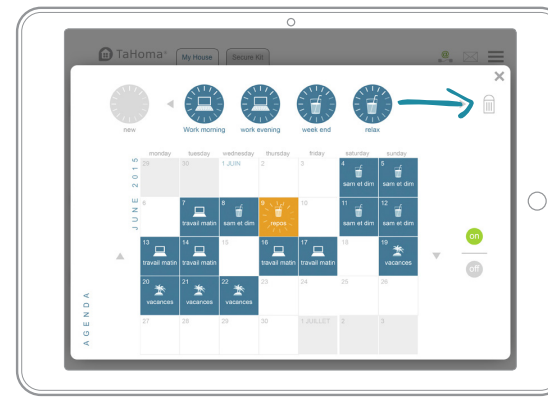 TaHoma®
My House
Secure Kit
new
Work morning
work evening
week end
relax
JUNE 2015
monday
tuesday
wednesday
thursday
friday
saturday
sunday
29
30
1 JUIN
2
3
4
sam et dim
5
sam et dim
6
7
travail matin
8
sam et dim
9
repos
10
11
sam et dim
12
sam et dim
13
travail matin
14
travail matin
15
16
travail matin
17
travail matin
18
19
vacances
20
vacances
21
vacances
22
vacances
23
24
25
26
27
28
29
30
1 JUILLET
2
3
AGENDA
on
off